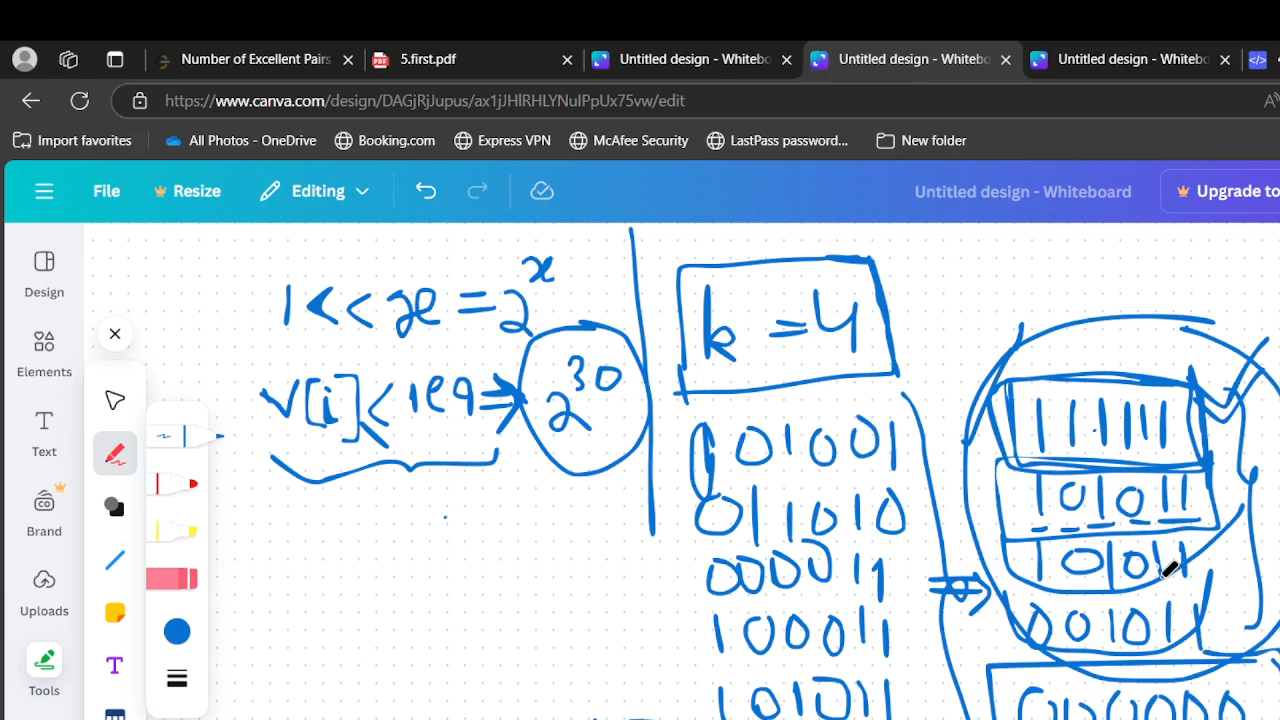 Number of Excellent Pairs
5.first.pdf
Untitled design - Whitebo
Untitled design - Whitebo
Untitled design - Whitebo
https://www.canva.com/design/DAGjRjJupus/ax1jJHlRHLYNulPpUx75vw/edit
Import favorites
All Photos - OneDrive
Booking.com
Express VPN
McAfee Security
LastPass password...
New folder
File
Resize
Editing
Untitled design - Whiteboard
Upgrade to
Design
Elements
Text
Brand
Uploads
Tools
1<<x = 2^x
v[i] < 1e9 => 2^30
k = 4
001001
011010
000011
100011
101011
111111
101011
101011
001011
000000